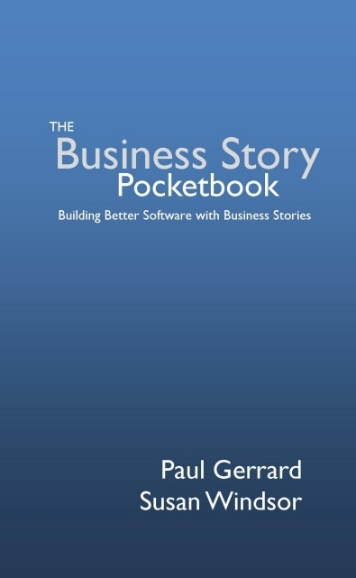 THE
Business Story
Pocketbook
Building Better Software with Business Stories
Paul Gerrard
Susan Windsor